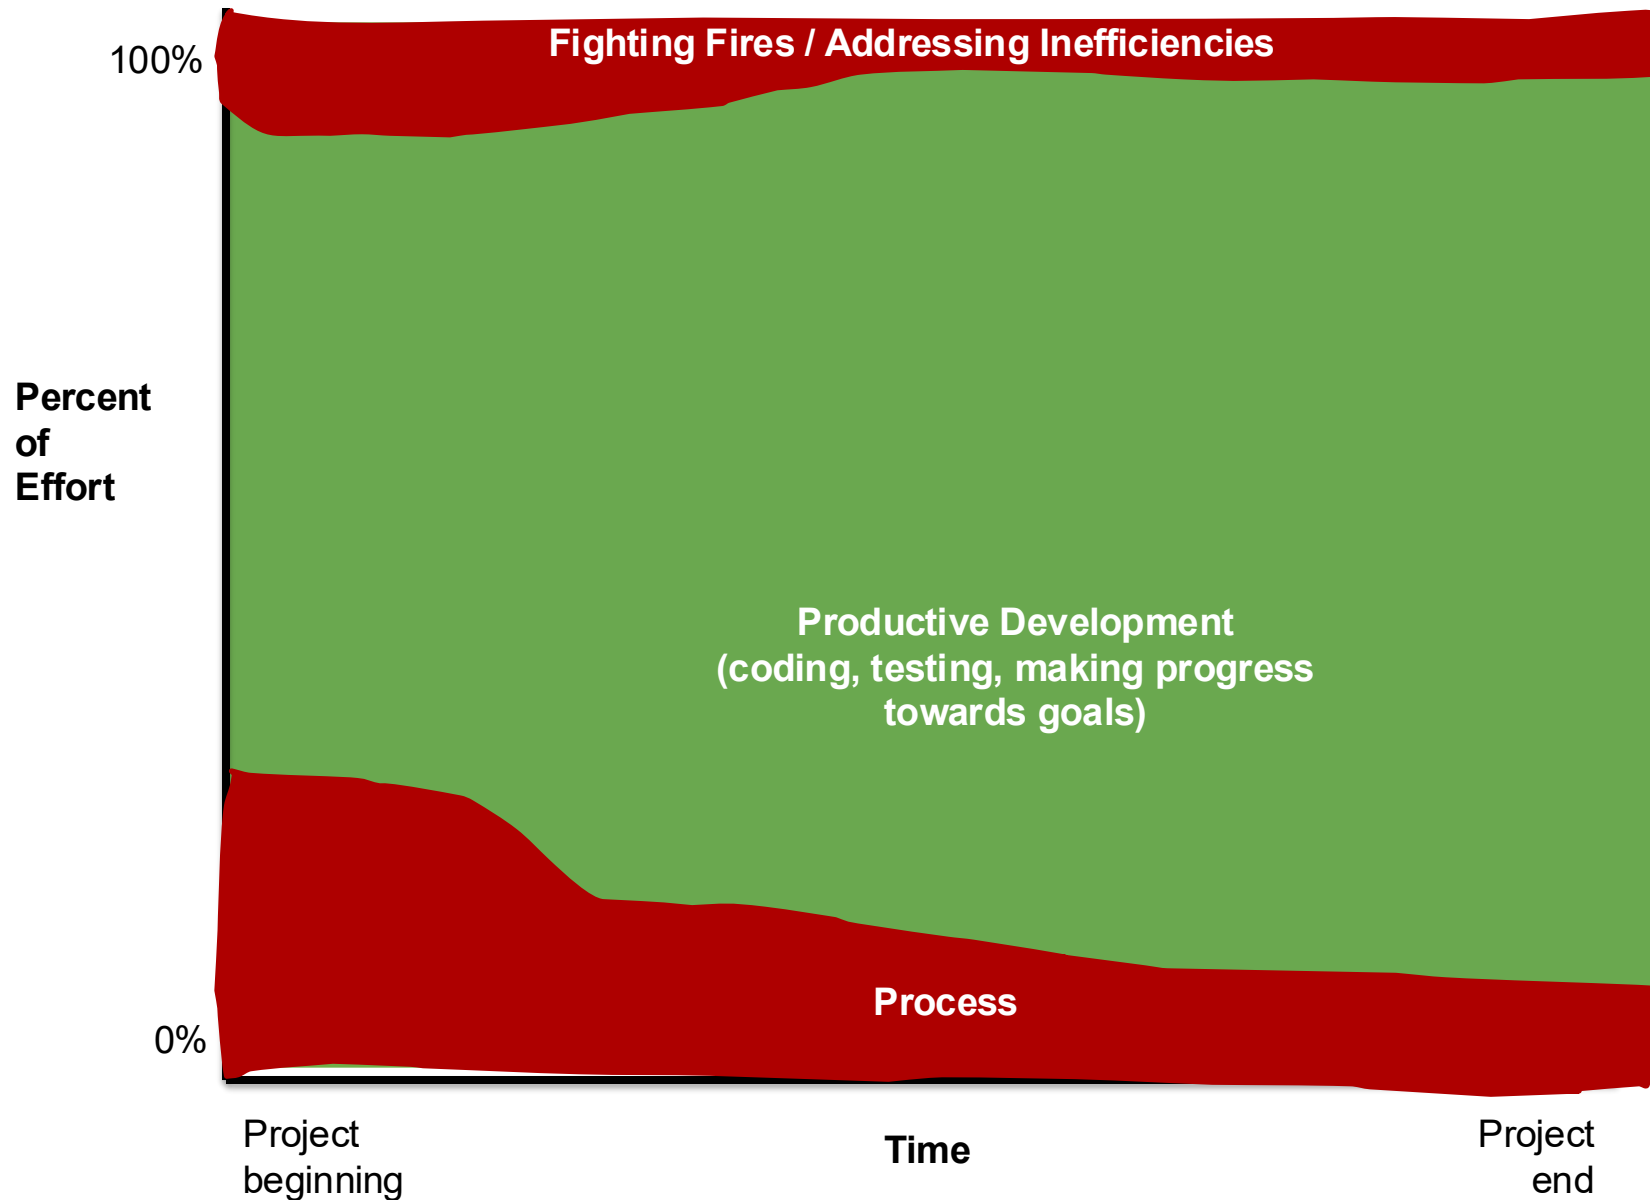 Fighting Fires / Addressing Inefficiencies
100%
Percent
of
Effort
Productive Development
(coding, testing, making progress
towards goals)
Process
0%
Project
beginning
Time
Project
end